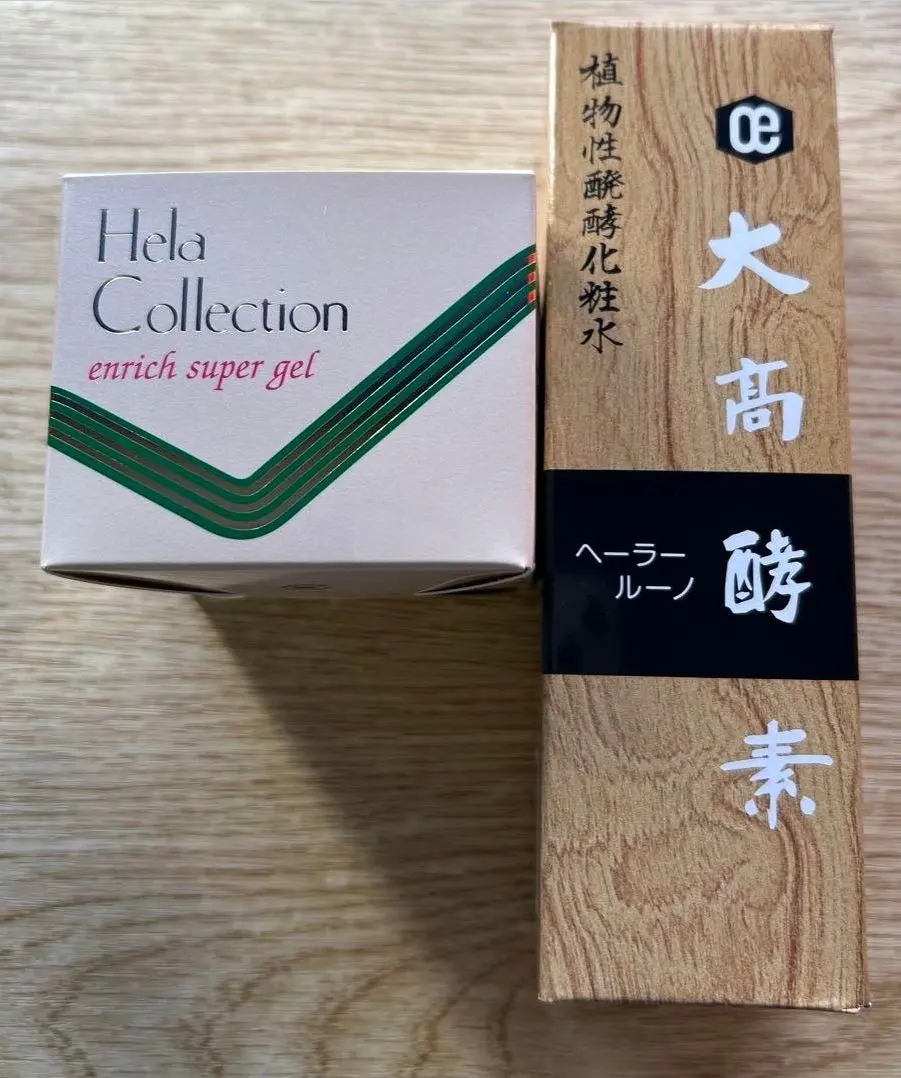 Hela
Collection
enrich super gel
œ
大高酵素
植物性醗酵化粧水
ヘーラー
ルーノ